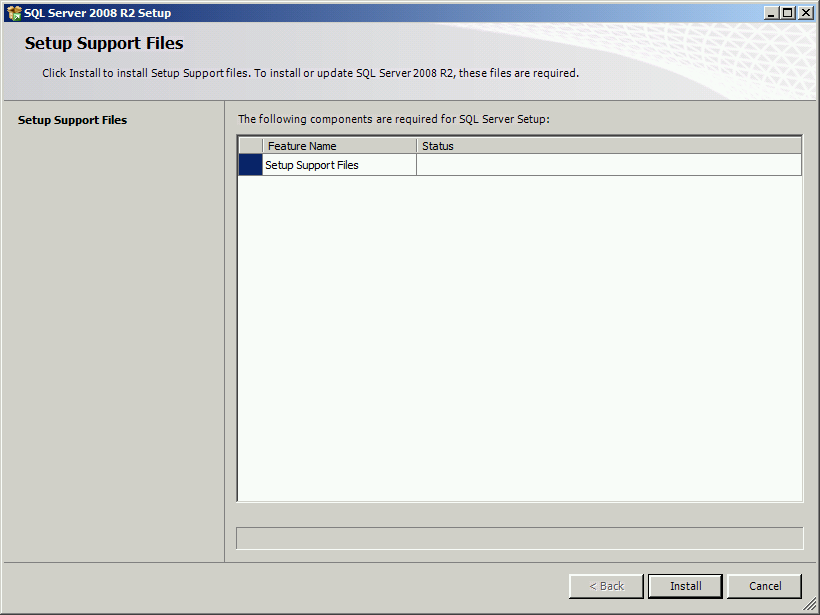 SQL Server 2008 R2 Setup
Setup Support Files
Click Install to install Setup Support files. To install or update SQL Server 2008 R2, these files are required.
Setup Support Files
The following components are required for SQL Server Setup:
Feature Name Status
Setup Support Files
< Back Install Cancel